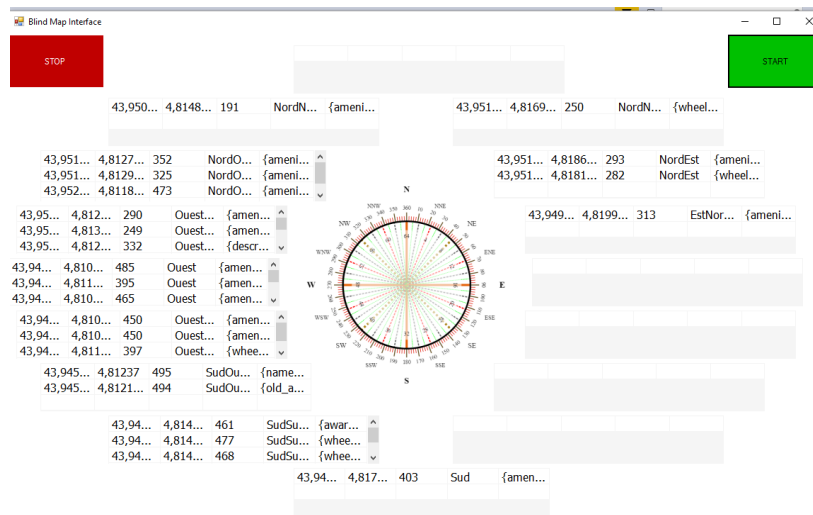 Blind Map Interface
STOP
START
43,950... 4,8148... 191 NordN... {ameni...
43,951... 4,8169... 250 NordN... {wheel...
43,951... 4,8127... 352 NordO... {ameni...
43,951... 4,8129... 325 NordO... {ameni...
43,952... 4,8118... 473 NordO... {ameni...
43,951... 4,8186... 293 NordEst {ameni...
43,951... 4,8181... 282 NordEst {wheel...
43,95... 4,812... 290 Ouest... {amen...
43,95... 4,813... 249 Ouest... {amen...
43,95... 4,812... 332 Ouest... {descr...
43,949... 4,8199... 313 EstNor... {ameni...
43,94... 4,810... 485 Ouest {amen...
43,94... 4,811... 395 Ouest {amen...
43,94... 4,810... 465 Ouest {amen...
43,94... 4,810... 450 Ouest... {amen...
43,94... 4,810... 450 Ouest... {amen...
43,94... 4,811... 397 Ouest... {whee...
43,945... 4,81237 495 SudOu... {name...
43,945... 4,8121... 494 SudOu... {old_a...
43,94... 4,814... 461 SudSu... {awar...
43,94... 4,814... 477 SudSu... {whee...
43,94... 4,814... 468 SudSu... {whee...
43,94... 4,817... 403 Sud {amen...
N
NNW NNE
NW NE
WNW ENE
W E
WSW ESE
SW SE
SSW SSE
S